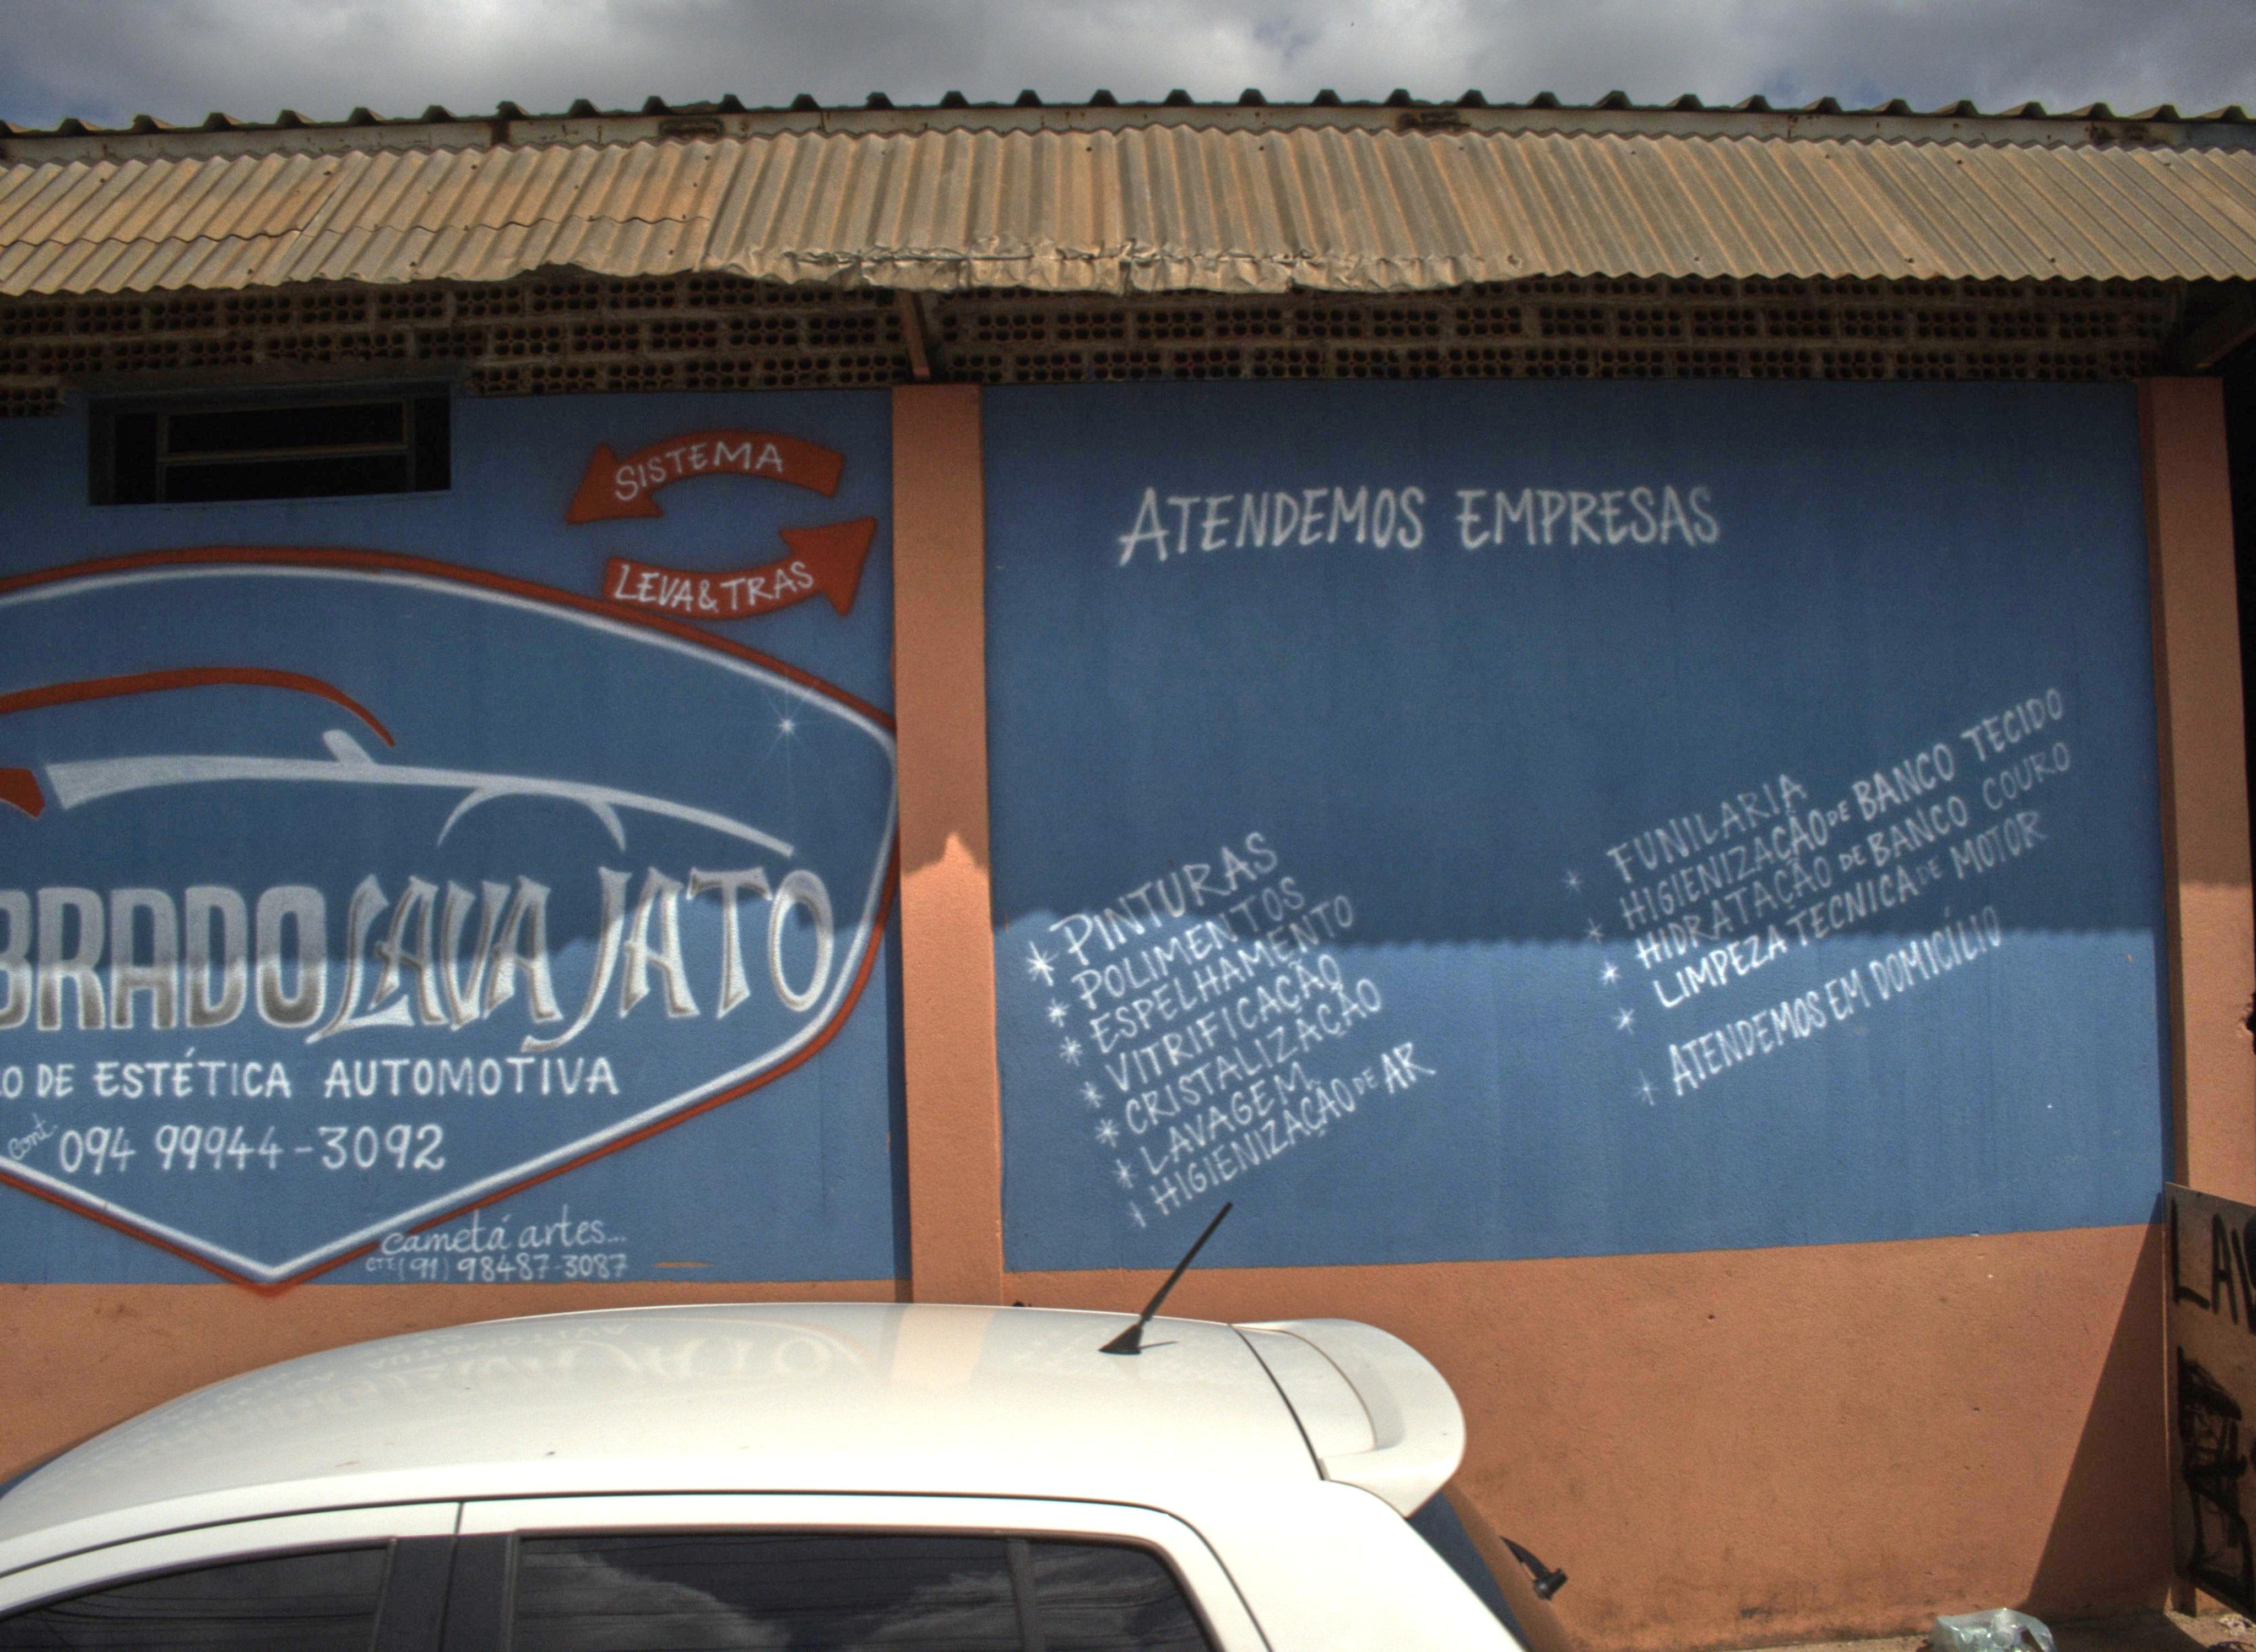 SISTEMA
LEVA&TRAS
BRADO LAVA JATO
O DE ESTÉTICA AUTOMOTIVA
Cont. 094 99944-3092
cametá artes...
CTT:(91) 98487-3087
ATENDEMOS EMPRESAS
* PINTURAS
* POLIMENTOS
* ESPELHAMENTO
* VITRIFICAÇÃO
* CRISTALIZAÇÃO
* LAVAGEM
* HIGIENIZAÇÃO DE AR
* FUNILARIA
* HIGIENIZAÇÃO DE BANCO TECIDO
* HIDRATAÇÃO DE BANCO COURO
* LIMPEZA TECNICA DE MOTOR
* ATENDEMOS EM DOMICÍLIO